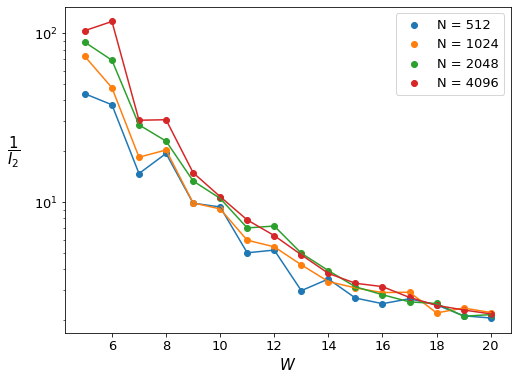 N = 512
N = 1024
N = 2048
N = 4096
10²
10¹
1
I₂
6 8 10 12 14 16 18 20
W